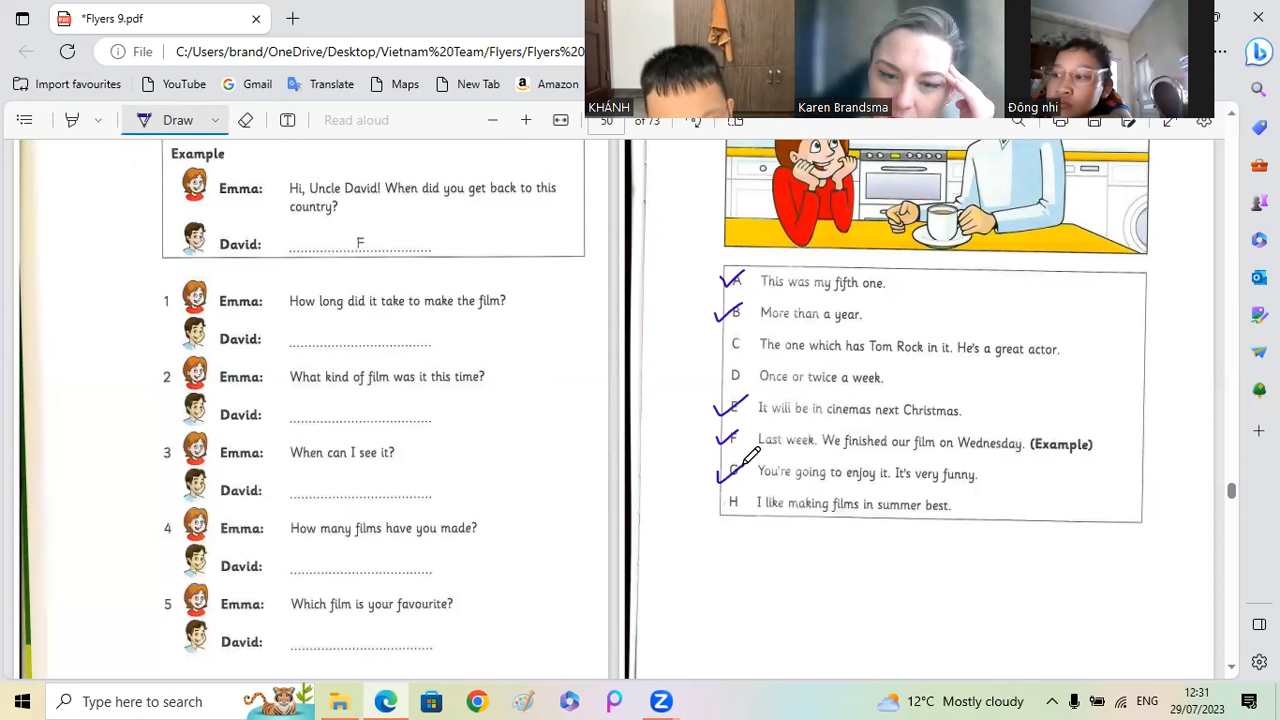 *Flyers 9.pdf
File
C:/Users/brand/OneDrive/Desktop/Vietnam%20Team/Flyers/Flyers%20
Import favourites
YouTube
Gmail
Translate
Maps
New Tab
Amazon
KHÁNH
Karen Brandsma
Đông nhi
Draw
Read aloud
50 of 73
Example
Emma: Hi, Uncle David! When did you get back to this
country?
David: F
1 Emma: How long did it take to make the film?
David:
2 Emma: What kind of film was it this time?
David:
3 Emma: When can I see it?
David:
4 Emma: How many films have you made?
David:
5 Emma: Which film is your favourite?
David:
A This was my fifth one.
B More than a year.
C The one which has Tom Rock in it. He's a great actor.
D Once or twice a week.
E It will be in cinemas next Christmas.
F Last week. We finished our film on Wednesday. (Example)
G You're going to enjoy it. It's very funny.
H I like making films in summer best.
Type here to search
12°C Mostly cloudy
ENG
12:31
29/07/2023